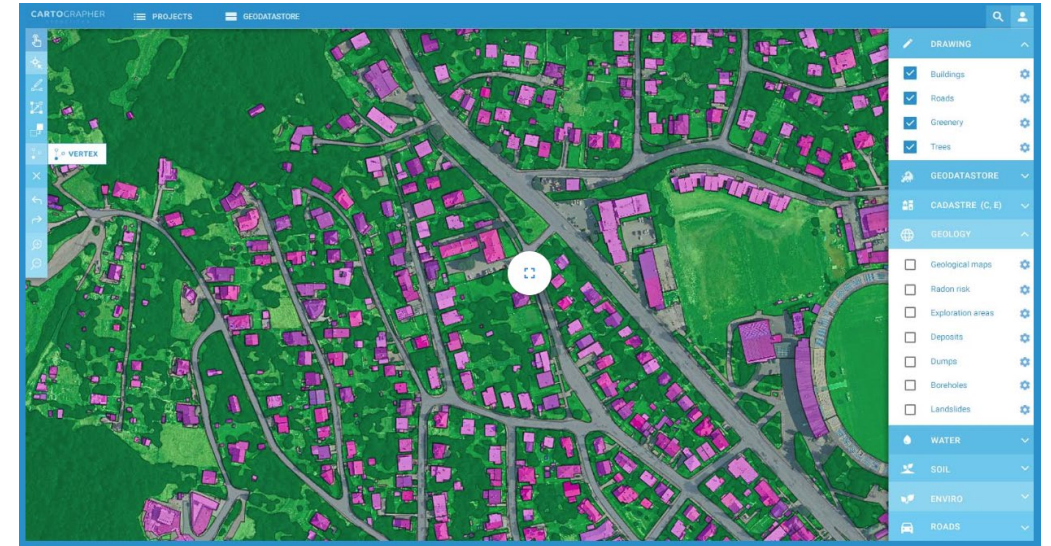 CARTOGRAPHER
PROJECTS
GEODATASTORE
VERTEX
DRAWING
Buildings
Roads
Greenery
Trees
GEODATASTORE
CADASTRE (C, E)
GEOLOGY
Geological maps
Radon risk
Exploration areas
Deposits
Dumps
Boreholes
Landslides
WATER
SOIL
ENVIRO
ROADS